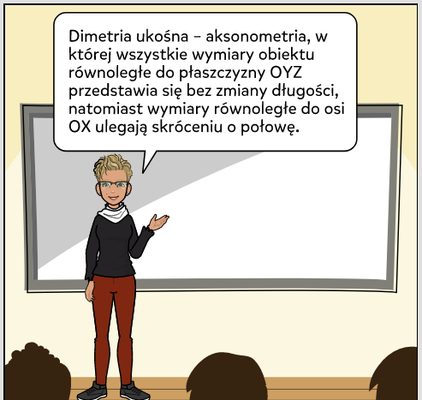 Dimetria ukośna – aksonometria, w
której wszystkie wymiary obiektu
równoległe do płaszczyzny OYZ
przedstawia się bez zmiany długości,
natomiast wymiary równoległe do osi
OX ulegają skróceniu o połowę.